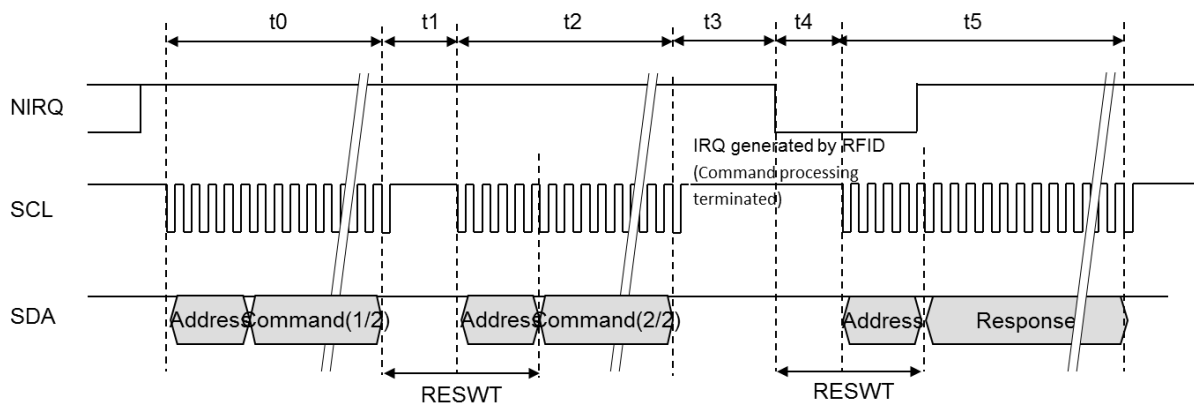 t0 t1 t2 t3 t4 t5
NIRQ
IRQ generated by RFID
(Command processing
terminated)
SCL
SDA
Address Command(1/2) Address Command(2/2) Address Response
RESWT RESWT